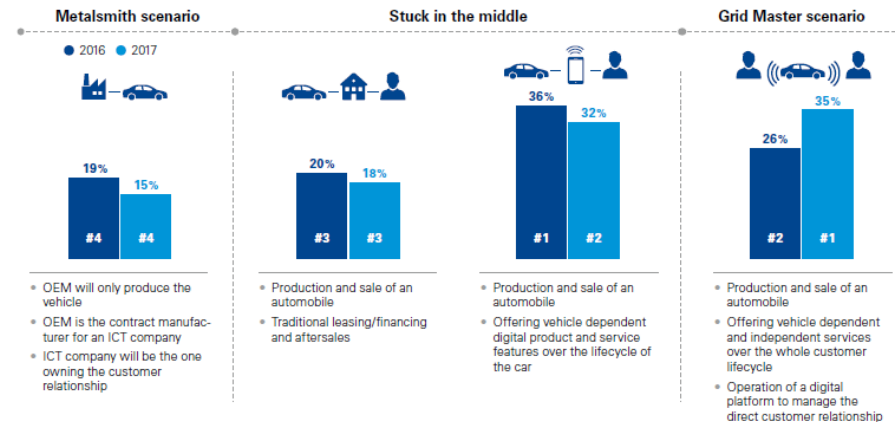 Metalsmith scenario
Stuck in the middle
Grid Master scenario
2016
2017
19%
15%
#4
#4
20%
18%
#3
#3
36%
32%
#1
#2
26%
35%
#2
#1
• OEM will only produce the
vehicle
• OEM is the contract manufac-
turer for an ICT company
• ICT company will be the one
owning the customer
relationship
• Production and sale of an
automobile
• Traditional leasing/financing
and aftersales
• Production and sale of an
automobile
• Offering vehicle dependent
digital product and service
features over the lifecycle of
the car
• Production and sale of an
automobile
• Offering vehicle dependent
and independent services
over the whole customer
lifecycle
• Operation of a digital
platform to manage the
direct customer relationship